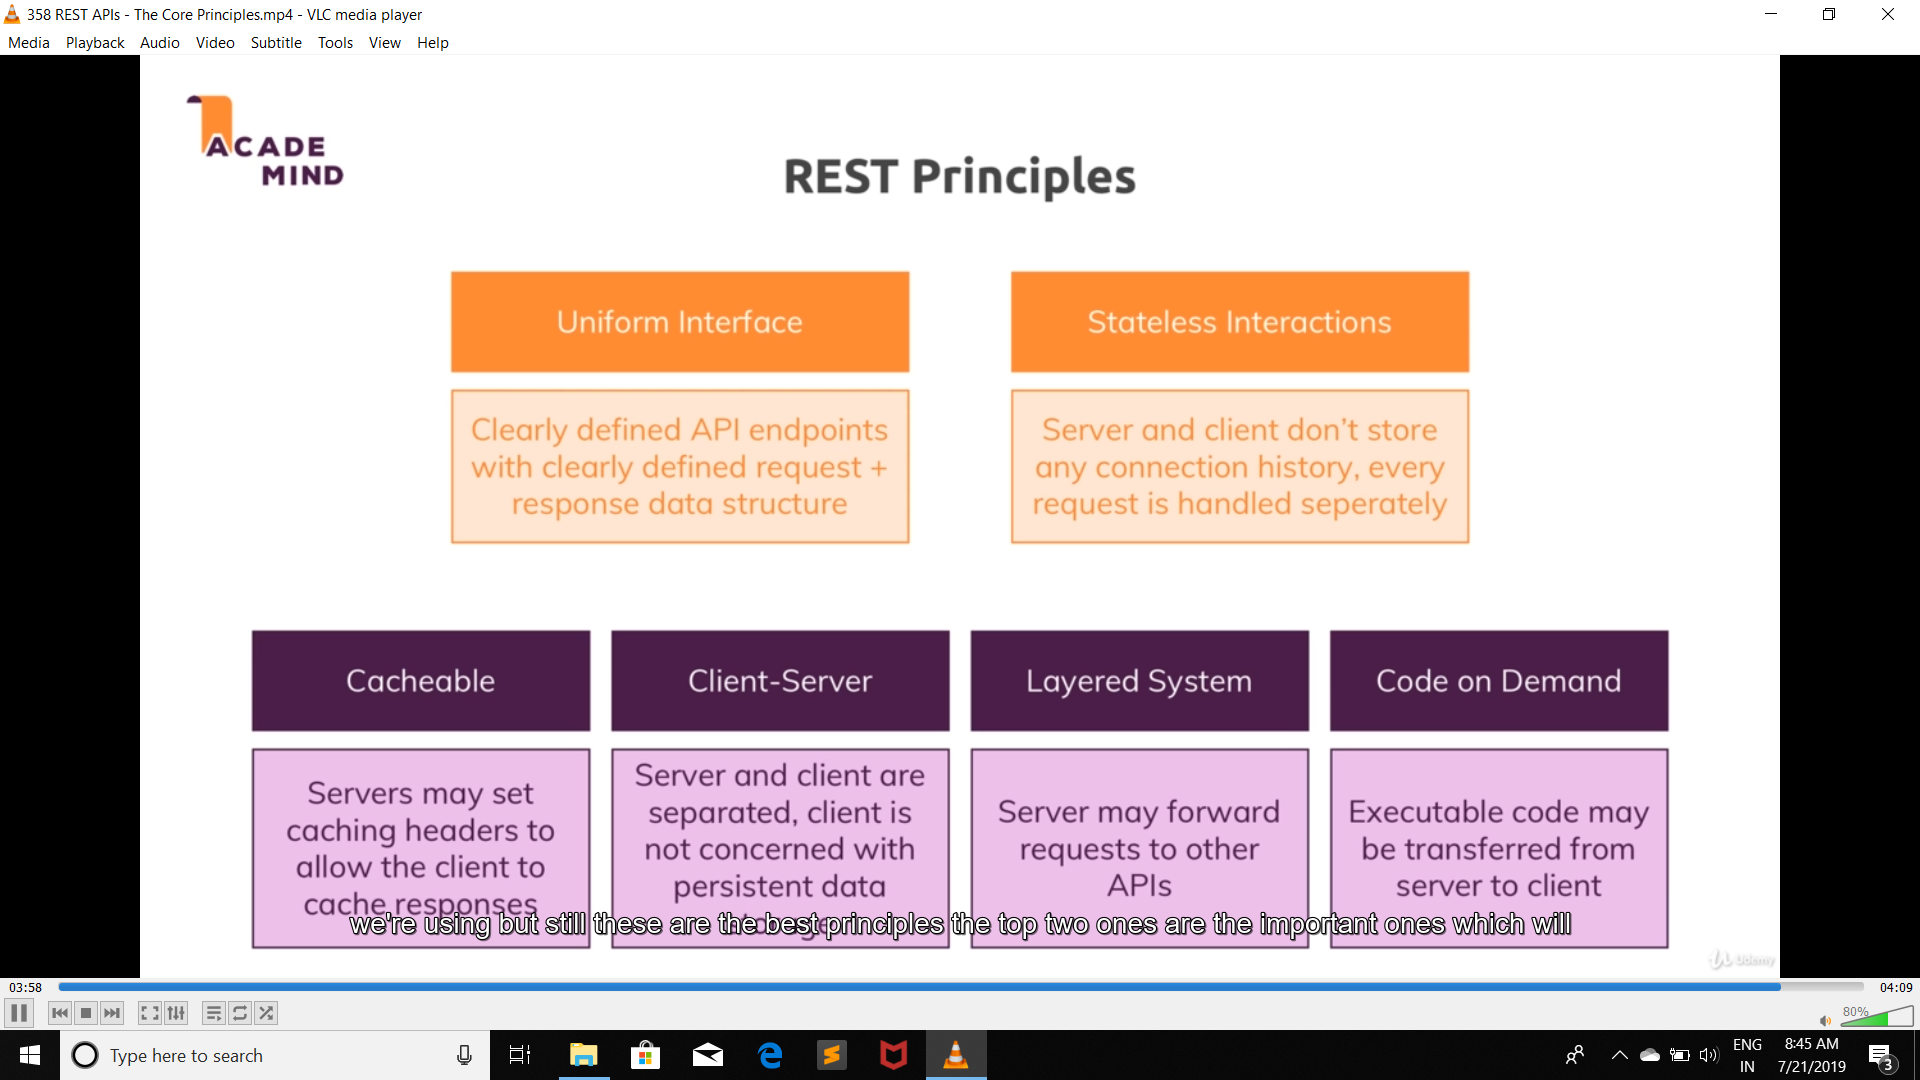 358 REST APIs - The Core Principles.mp4 - VLC media player
Media Playback Audio Video Subtitle Tools View Help
ACADE
MIND
REST Principles
Uniform Interface
Clearly defined API endpoints
with clearly defined request +
response data structure
Stateless Interactions
Server and client don't store
any connection history, every
request is handled seperately
Cacheable
Servers may set
caching headers to
allow the client to
cache responses
Client-Server
Server and client are
separated, client is
not concerned with
persistent data
Layered System
Server may forward
requests to other
APIs
Code on Demand
Executable code may
be transferred from
server to client
we're using but still these are the best principles the top two ones are the important ones which will
Udemy
03:58
04:09
80%
Type here to search
ENG
IN
8:45 AM
7/21/2019
3